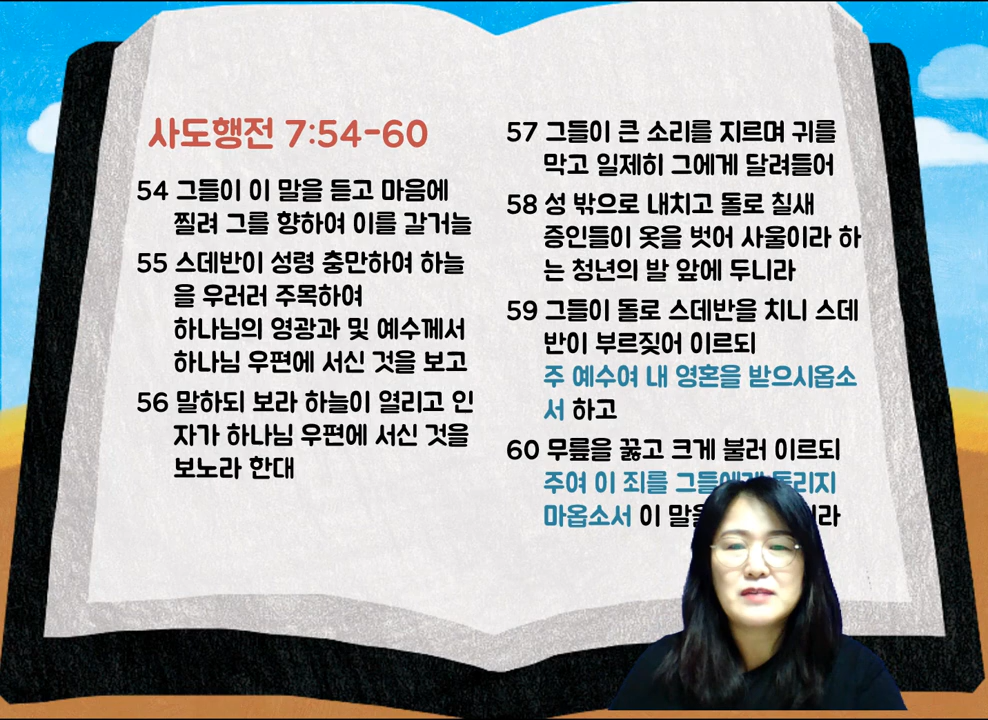 사도행전 7:54-60
54 그들이 이 말을 듣고 마음에
찔려 그를 향하여 이를 갈거늘
55 스데반이 성령 충만하여 하늘
을 우러러 주목하여
하나님의 영광과 및 예수께서
하나님 우편에 서신 것을 보고
56 말하되 보라 하늘이 열리고 인
자가 하나님 우편에 서신 것을
보노라 한대
57 그들이 큰 소리를 지르며 귀를
막고 일제히 그에게 달려들어
58 성 밖으로 내치고 돌로 칠새
증인들이 옷을 벗어 사울이라 하
는 청년의 발 앞에 두니라
59 그들이 돌로 스데반을 치니 스데
반이 부르짖어 이르되
주 예수여 내 영혼을 받으시옵소
서 하고
60 무릎을 꿇고 크게 불러 이르되
주여 이 죄를 돌리지
마옵소서 이